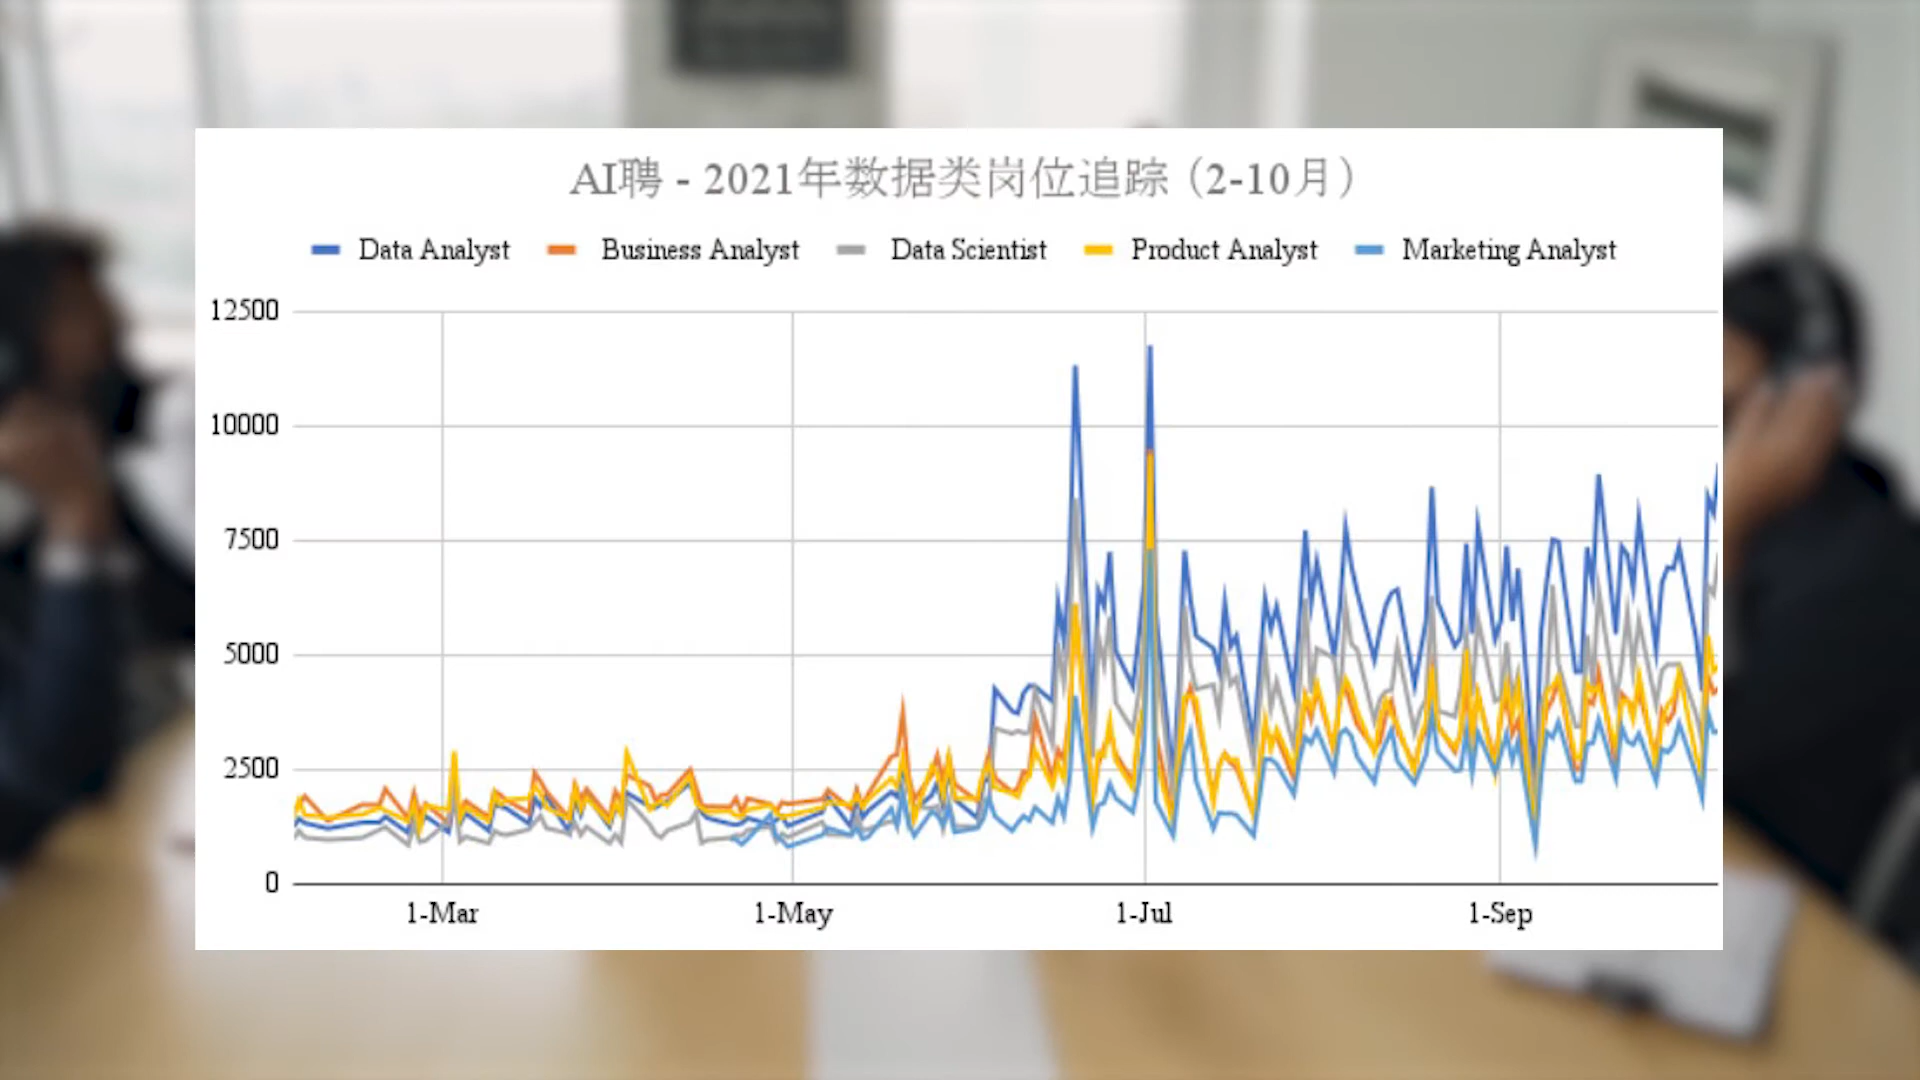 AI聘 - 2021年数据类岗位追踪（2-10月）
Data Analyst Business Analyst Data Scientist Product Analyst Marketing Analyst
12500
10000
7500
5000
2500
0
1-Mar 1-May 1-Jul 1-Sep